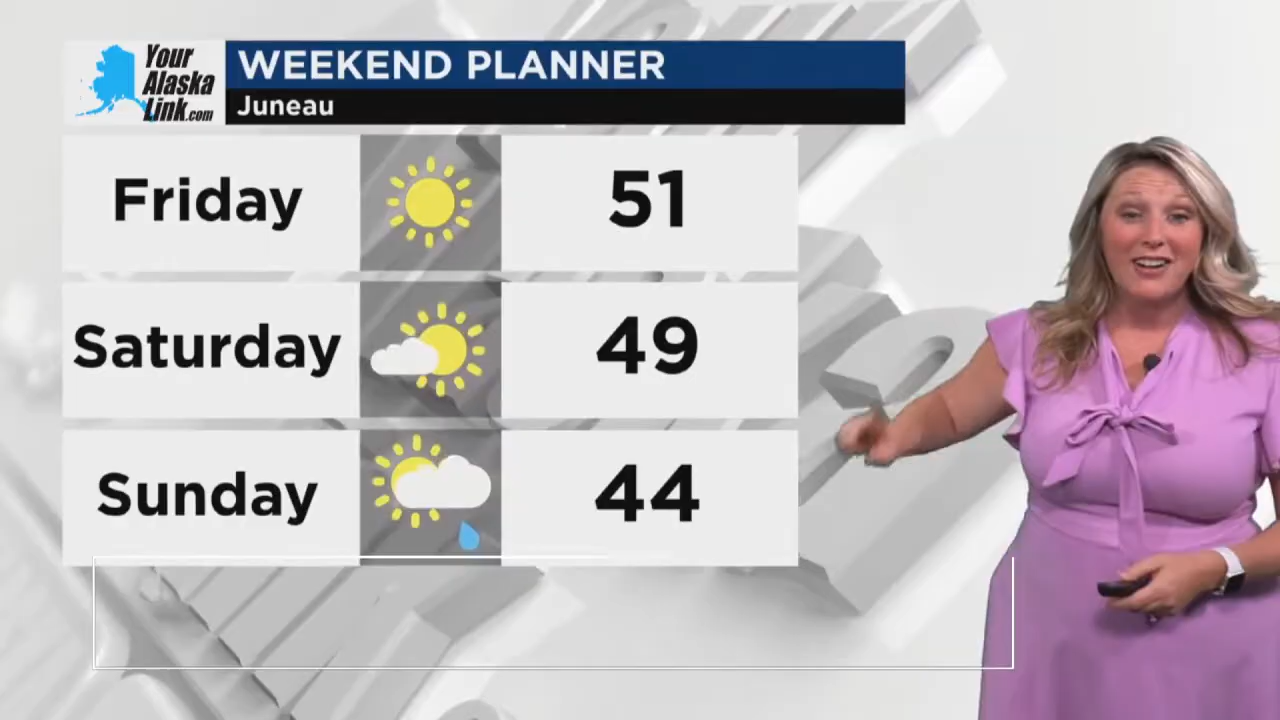 Your
Alaska
Link.com
WEEKEND PLANNER
Juneau
Friday
51
Saturday
49
Sunday
44